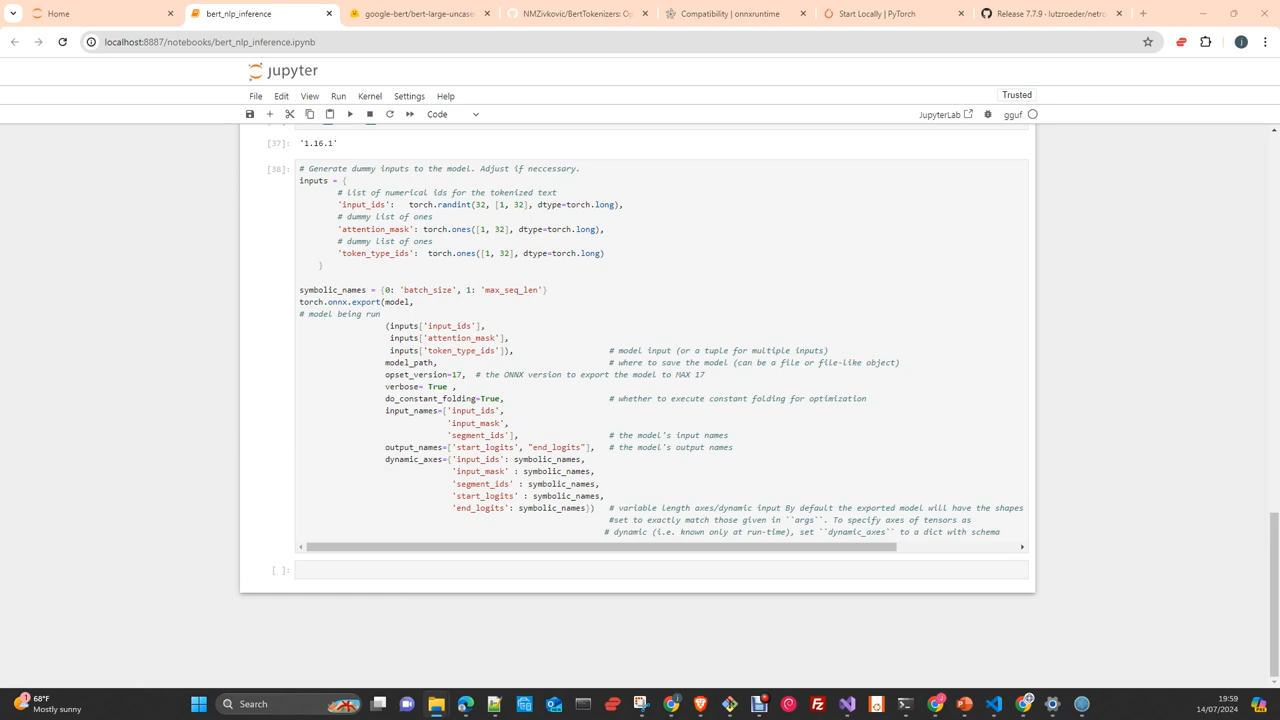 Home
bert_nlp_inference
google-bert/bert-large-uncase
NMZivkovic/BertTokenizers: Op
Compatibility | onnxruntime
Start Locally | PyTorch
Release 7.7.9 · lutzroeder/netro
localhost:8887/notebooks/bert_nlp_inference.ipynb
jupyter
File Edit View Run Kernel Settings Help
Trusted
Code
JupyterLab
gguf
[37]: '1.16.1'
[38]: # Generate dummy inputs to the model. Adjust if neccessary.
inputs = {
# list of numerical ids for the tokenized text
'input_ids': torch.randint(32, [1, 32], dtype=torch.long),
# dummy list of ones
'attention_mask': torch.ones([1, 32], dtype=torch.long),
# dummy list of ones
'token_type_ids': torch.ones([1, 32], dtype=torch.long)
}
symbolic_names = {0: 'batch_size', 1: 'max_seq_len'}
torch.onnx.export(model,
# model being run
(inputs['input_ids'],
inputs['attention_mask'],
inputs['token_type_ids']), # model input (or a tuple for multiple inputs)
model_path, # where to save the model (can be a file or file-like object)
opset_version=17, # the ONNX version to export the model to MAX 17
verbose= True ,
do_constant_folding=True, # whether to execute constant folding for optimization
input_names=['input_ids',
'input_mask',
'segment_ids'], # the model's input names
output_names=['start_logits', "end_logits"], # the model's output names
dynamic_axes={'input_ids': symbolic_names,
'input_mask' : symbolic_names,
'segment_ids' : symbolic_names,
'start_logits' : symbolic_names,
'end_logits': symbolic_names}) # variable length axes/dynamic input By default the exported model will have the shapes
#set to exactly match those given in ``args``. To specify axes of tensors as
# dynamic (i.e. known only at run-time), set ``dynamic_axes`` to a dict with schema
[ ]:
68°F
Mostly sunny
Search
19:59
14/07/2024